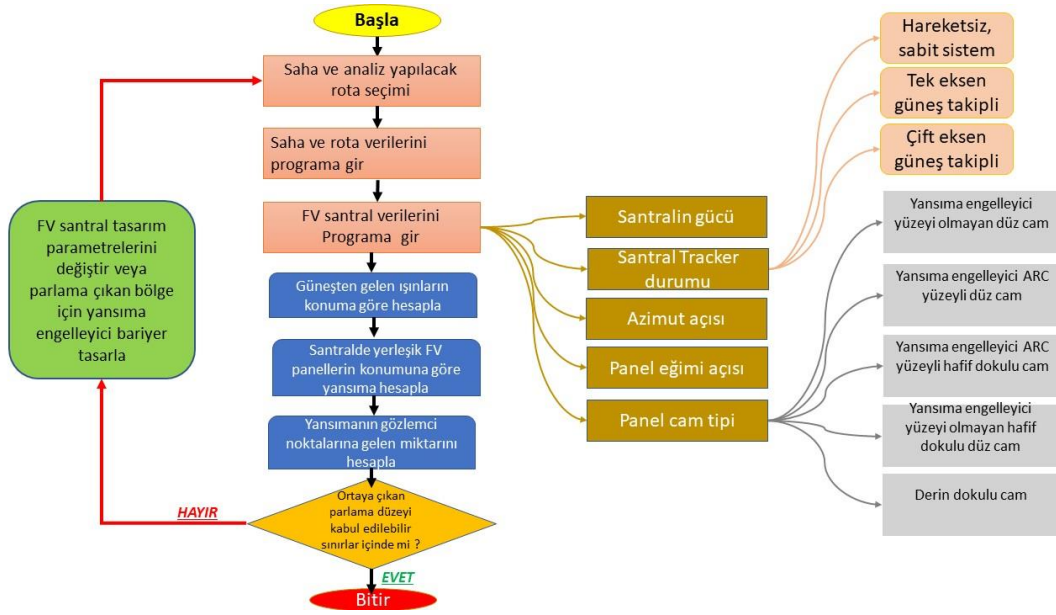 Başla
Saha ve analiz yapılacak
rota seçimi
Saha ve rota verilerini
programa gir
FV santral verilerini
Programa gir
Güneşten gelen ışınların
konuma göre hesapla
Santralde yerleşik FV
panellerin konumuna göre
yansıma hesapla
Yansımanın gözlemci
noktalarına gelen miktarını
hesapla
Ortaya çıkan
parlama düzeyi
kabul edilebilir
sınırlar içinde mi ?
HAYIR
EVET
Bitir
FV santral tasarım
parametrelerini
değiştir veya
parlama çıkan bölge
için yansıma
engelleyici bariyer
tasarla
Santralin gücü
Santral Tracker
durumu
Azimut açısı
Panel eğimi açısı
Panel cam tipi
Hareketsiz,
sabit sistem
Tek eksen
güneş takipli
Çift eksen
güneş takipli
Yansıma engelleyici
yüzeyi olmayan düz cam
Yansıma engelleyici ARC
yüzeyli düz cam
Yansıma engelleyici ARC
yüzeyli hafif dokulu cam
Yansıma engelleyici
yüzeyi olmayan hafif
dokulu düz cam
Derin dokulu cam